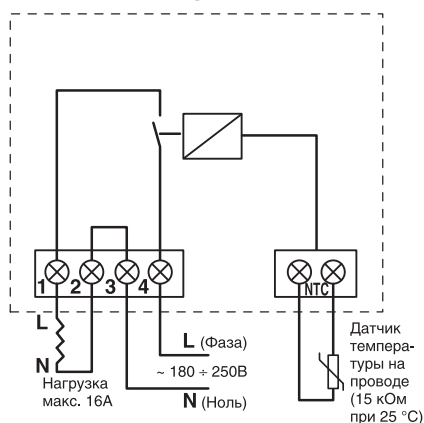 1 2 3 4
NTC
L
N
Нагрузка
макс. 16А
L (Фаза)
~ 180 ÷ 250В
N (Ноль)
Датчик
темпера-
туры на
проводе
(15 кОм
при 25 °С)